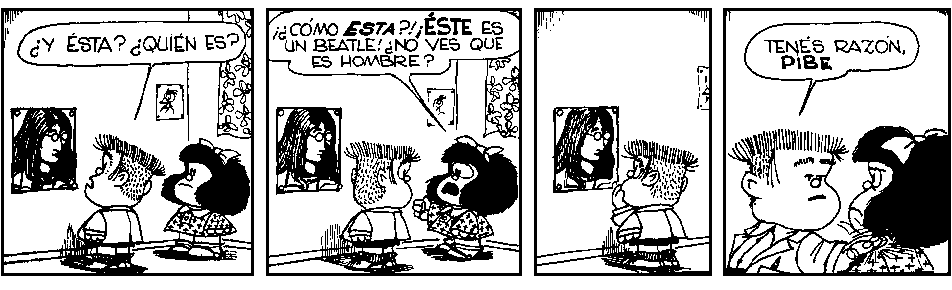 ¿Y ÉSTA? ¿QUIÉN ES?
¡¿CÓMO ESTA?! ¡ÉSTE ES
UN BEATLE! ¿NO VES QUE
ES HOMBRE?
TENÉS RAZÓN,
PIBE